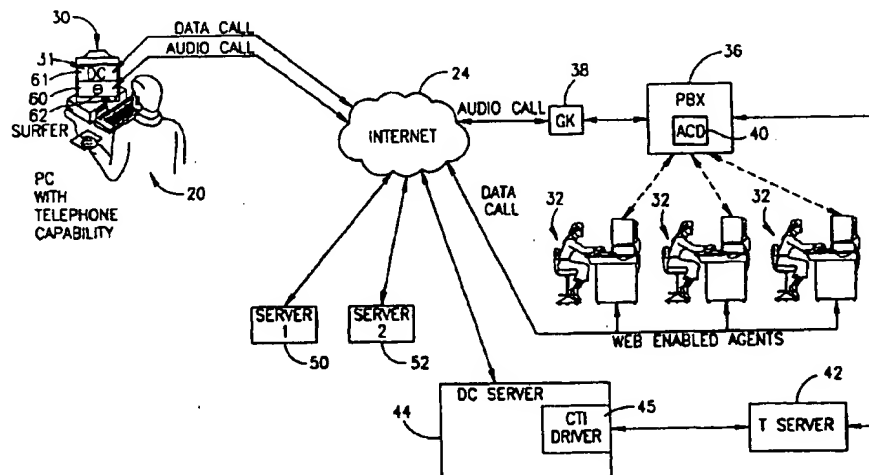 30
DATA CALL
AUDIO CALL
31
61
DC
60
62
SURFER
20
PC
WITH
TELEPHONE
CAPABILITY
24
INTERNET
AUDIO CALL
38
GK
36
PBX
ACD
40
DATA
CALL
32
32
32
WEB ENABLED AGENTS
SERVER
1
50
SERVER
2
52
DC SERVER
44
CTI
DRIVER
45
42
T SERVER